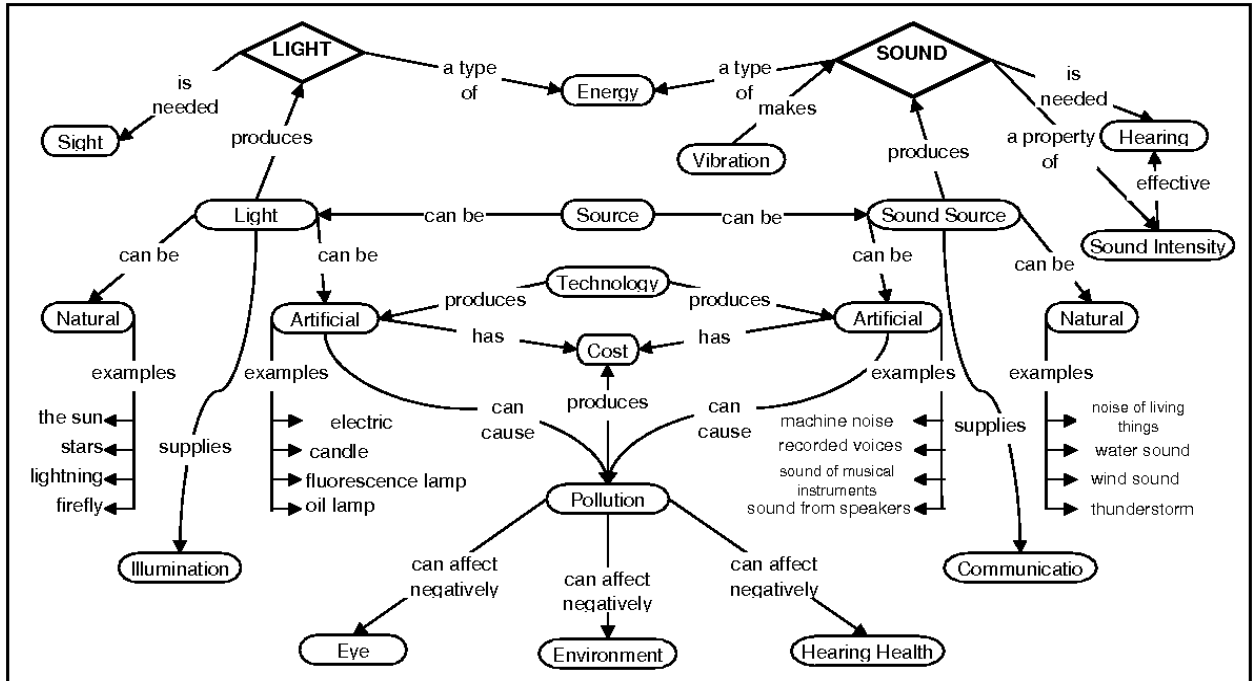 LIGHT
SOUND
is
needed
a type
of
Energy
a type
of
makes
is
needed
Sight
produces
Vibration
produces
a property
of
Hearing
effective
Light
can be
Source
can be
Sound Source
Sound Intensity
can be
can be
can be
can be
Technology
produces
produces
Natural
Artificial
has
Cost
has
Artificial
Natural
examples
examples
produces
examples
examples
can
cause
can
cause
the sun
stars
lightning
firefly
supplies
electric
candle
fluorescence lamp
oil lamp
machine noise
recorded voices
sound of musical
instruments
sound from speakers
supplies
noise of living
things
water sound
wind sound
thunderstorm
Pollution
Illumination
can affect
negatively
can affect
negatively
can affect
negatively
Communicatio
Eye
Environment
Hearing Health